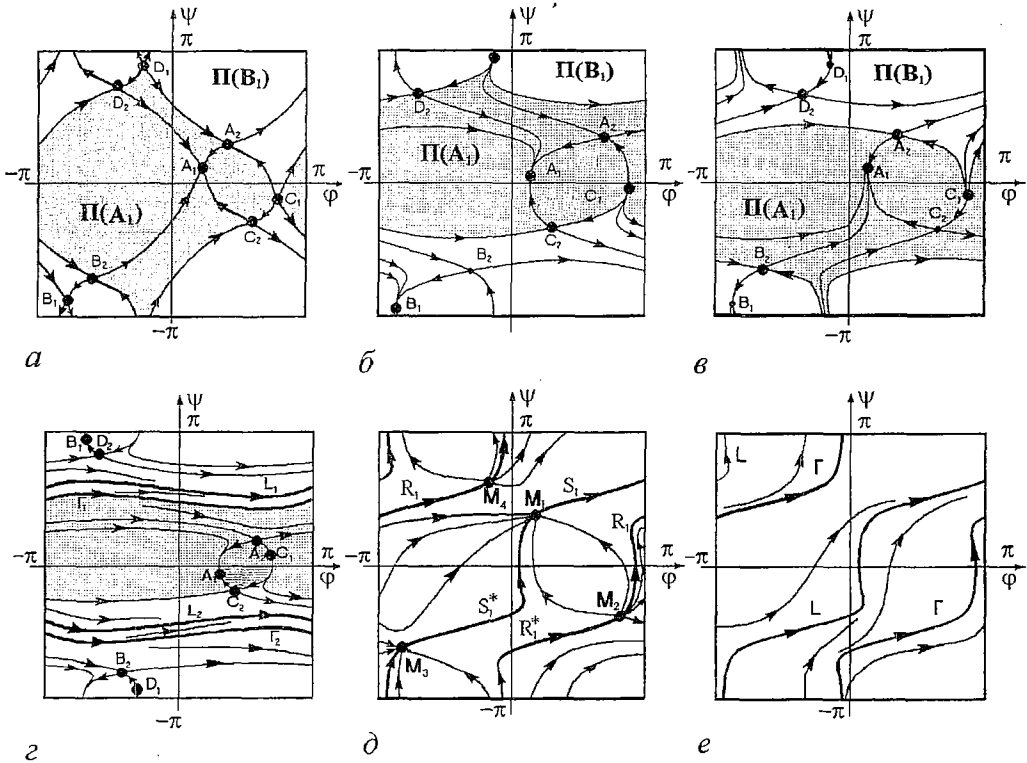 ψ
π
D₁
Π(B₁)
D₂
A₂
A₁
-π
π
φ
Π(A₁)
C₁
C₂
B₂
B₁
-π
а
ψ
π
Π(B₁)
D₂
A₂
Π(A₁)
A₁
-π
π
φ
C₁
C₂
B₂
B₁
б
ψ
π
D₁
Π(B₁)
D₂
A₂
A₁
-π
π
φ
Π(A₁)
C₁
C₂
B₂
B₁
-π
в
ψ
π
B₁
D₂
L₁
Γ₁
C₁
-π
π
φ
A₁
C₂
L₂
Γ₂
B₂
D₁
-π
г
ψ
π
R₁
M₄
M₁
S₁
R₁
-π
π
φ
S₁*
R₁*
M₂
M₃
д
ψ
π
L
Γ
-π
π
φ
L
Γ
-π
е